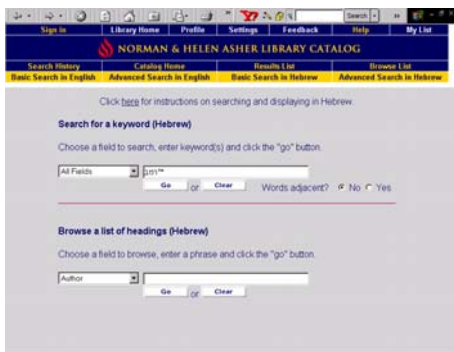 Search
Sign in Library Home Profile Settings Feedback Help My List
NORMAN & HELEN ASHER LIBRARY CATALOG
Search History Catalog Home Results List Browse List
Basic Search in English Advanced Search in English Basic Search in Hebrew Advanced Search in Hebrew
Click here for instructions on searching and displaying in Hebrew.
Search for a keyword (Hebrew)
Choose a field to search, enter keyword(s) and click the "go" button.
All Fields
Go or Clear Words adjacent? No Yes
Browse a list of headings (Hebrew)
Choose a field to browse, enter a phrase and click the "go" button.
Author
Go or Clear